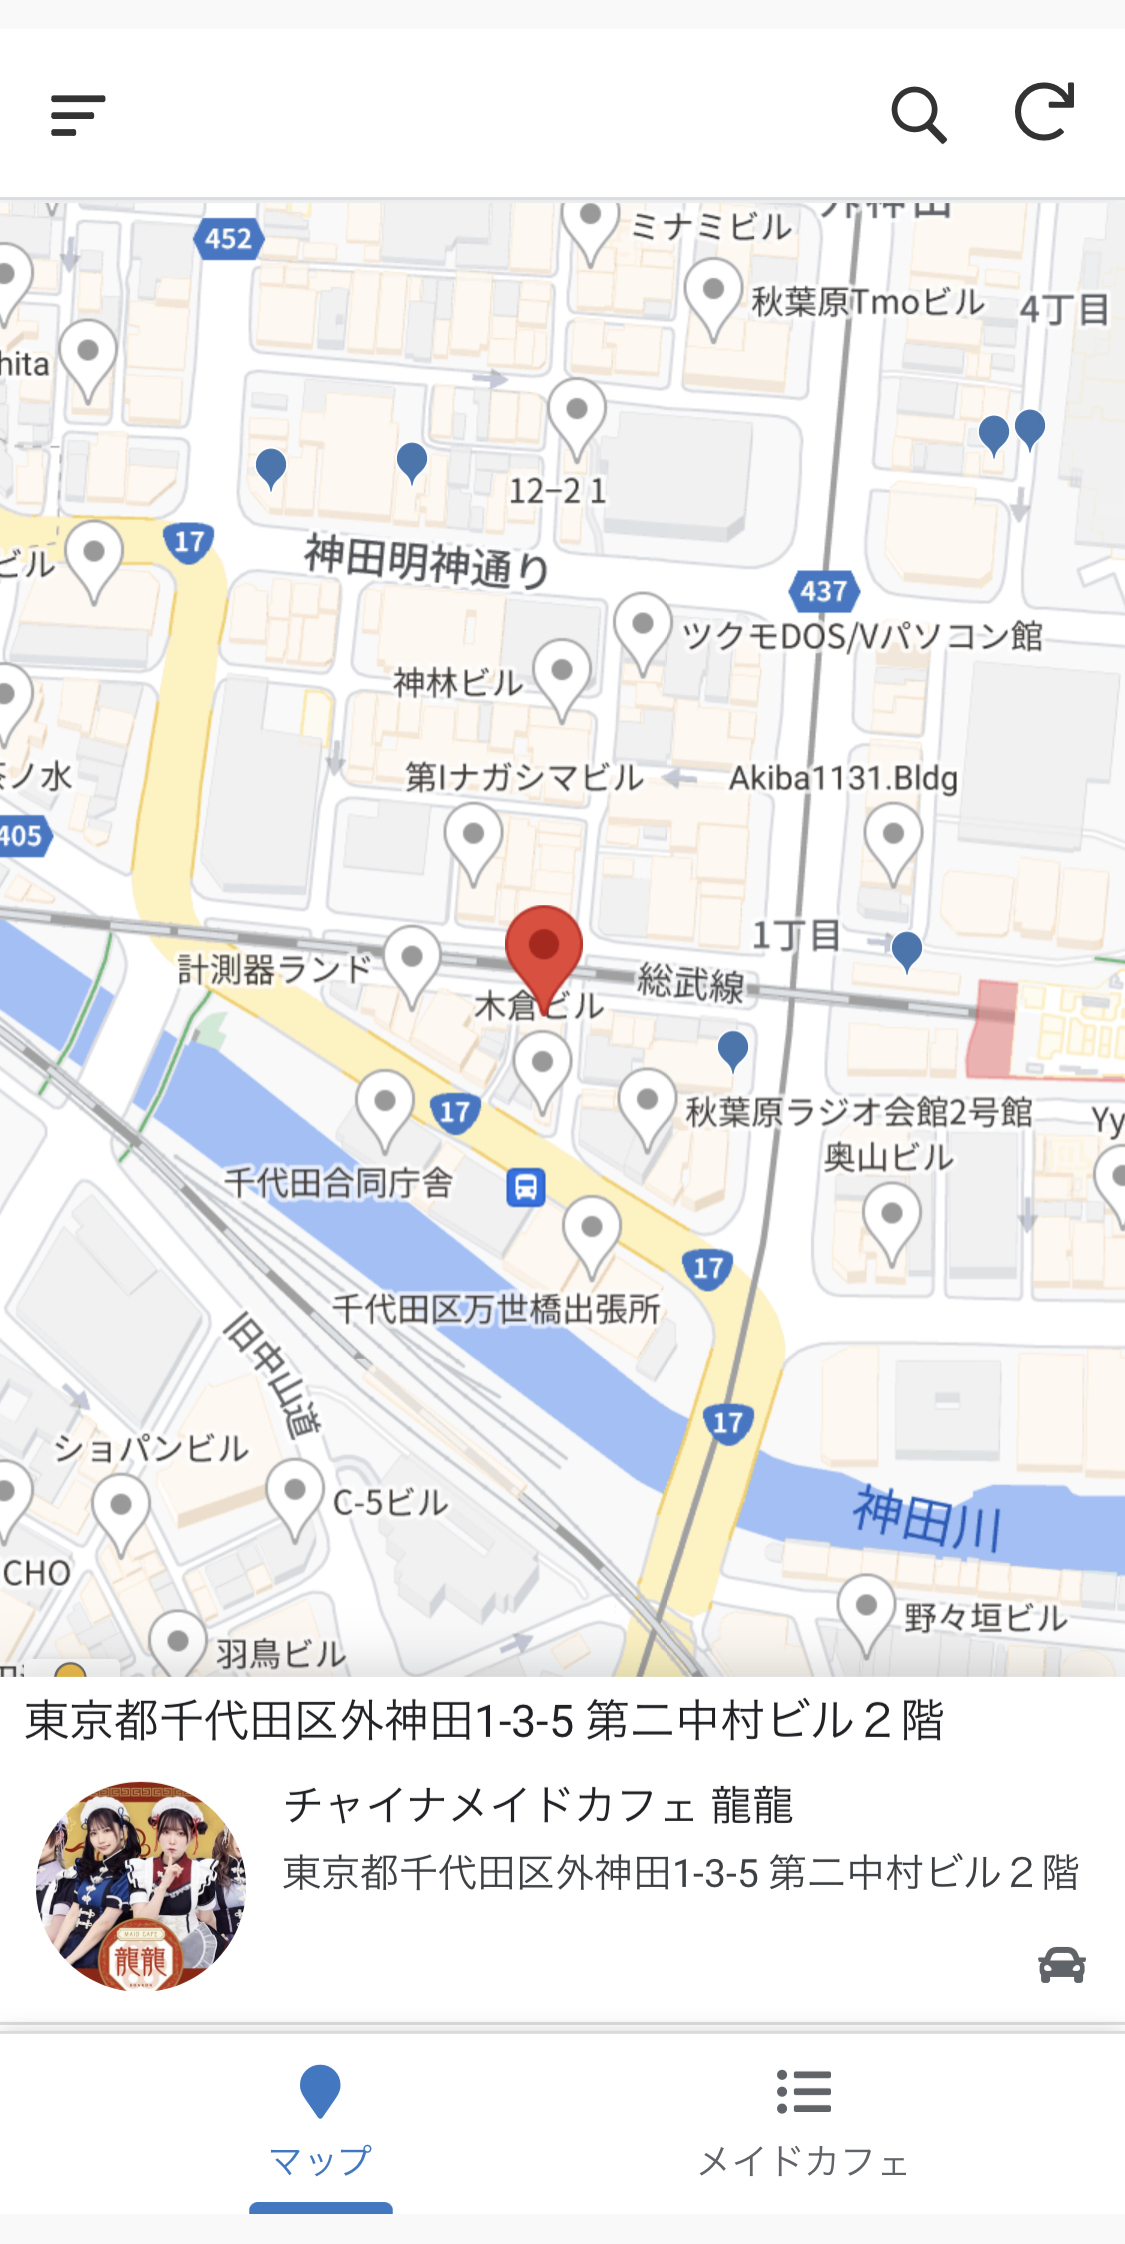 452
ミナミビル
秋葉原Tmoビル
4丁目
hita
12−2 1
17
ビル
神田明神通り
437
ツクモDOS/Vパソコン館
神林ビル
茶ノ水
第Iナガシマビル
Akiba1131.Bldg
405
1丁目
計測器ランド
総武線
木倉ビル
17
秋葉原ラジオ会館2号館
Yy
奥山ビル
千代田合同庁舎
17
千代田区万世橋出張所
旧中山道
17
ショパンビル
C-5ビル
神田川
CHO
野々垣ビル
羽鳥ビル
東京都千代田区外神田1-3-5 第二中村ビル２階
チャイナメイドカフェ 龍龍
東京都千代田区外神田1-3-5 第二中村ビル２階
MAID CAFE
龍龍
マップ
メイドカフェ